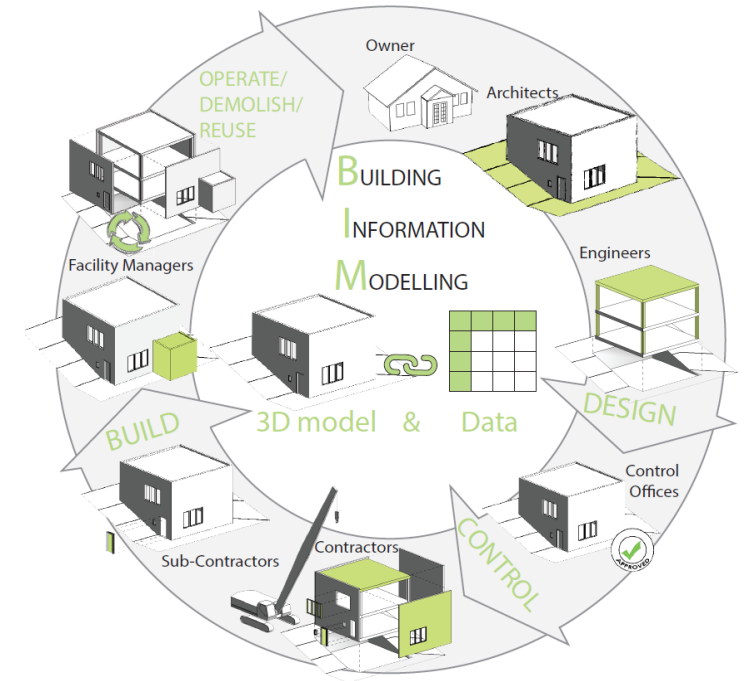 Owner
Architects
OPERATE/
DEMOLISH/
REUSE
BUILDING
INFORMATION
MODELLING
Engineers
Facility Managers
3D model & Data
DESIGN
BUILD
Control
Offices
APPROVED
CONTROL
Contractors
Sub-Contractors